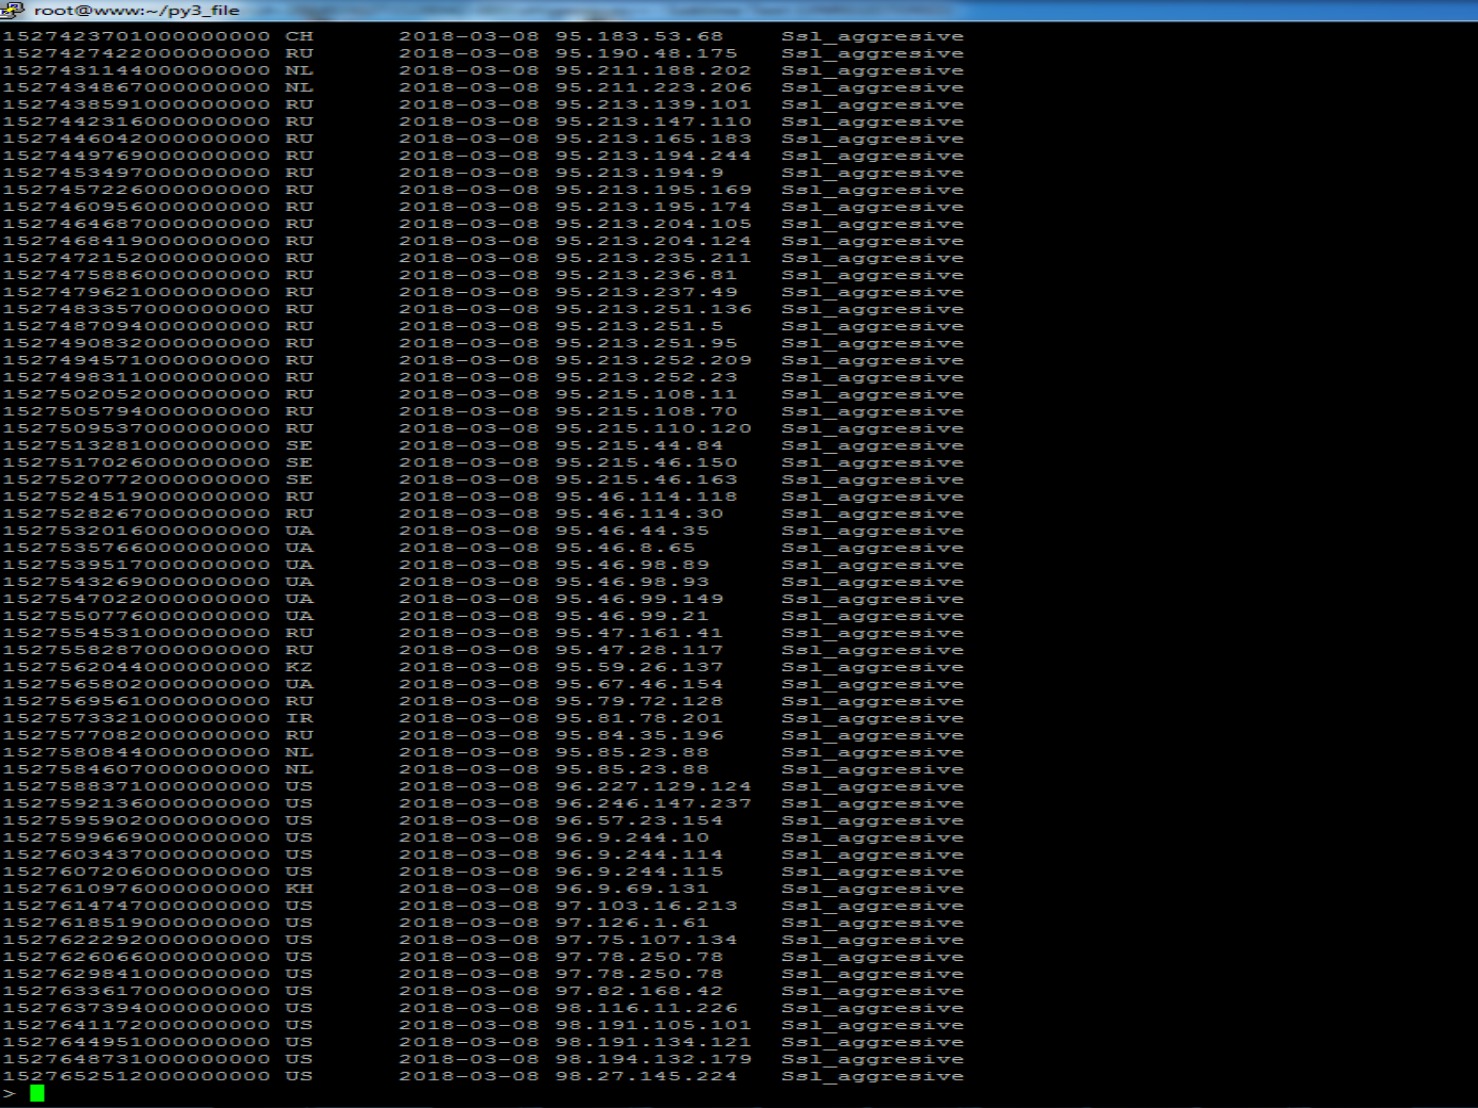 root@www:~/py3_file
1527423701000000000 CH 2018-03-08 95.183.53.68 Ssl_aggresive
1527427422000000000 RU 2018-03-08 95.190.48.175 Ssl_aggresive
1527431144000000000 NL 2018-03-08 95.211.188.202 Ssl_aggresive
1527434867000000000 NL 2018-03-08 95.211.223.206 Ssl_aggresive
1527438591000000000 RU 2018-03-08 95.213.139.101 Ssl_aggresive
1527442316000000000 RU 2018-03-08 95.213.147.110 Ssl_aggresive
1527446042000000000 RU 2018-03-08 95.213.165.183 Ssl_aggresive
1527449769000000000 RU 2018-03-08 95.213.194.244 Ssl_aggresive
1527453497000000000 RU 2018-03-08 95.213.194.9 Ssl_aggresive
1527457226000000000 RU 2018-03-08 95.213.195.169 Ssl_aggresive
1527460956000000000 RU 2018-03-08 95.213.195.174 Ssl_aggresive
1527464687000000000 RU 2018-03-08 95.213.204.105 Ssl_aggresive
1527468419000000000 RU 2018-03-08 95.213.204.124 Ssl_aggresive
1527472152000000000 RU 2018-03-08 95.213.235.211 Ssl_aggresive
1527475886000000000 RU 2018-03-08 95.213.236.81 Ssl_aggresive
1527479621000000000 RU 2018-03-08 95.213.237.49 Ssl_aggresive
1527483357000000000 RU 2018-03-08 95.213.251.136 Ssl_aggresive
1527487094000000000 RU 2018-03-08 95.213.251.5 Ssl_aggresive
1527490832000000000 RU 2018-03-08 95.213.251.95 Ssl_aggresive
1527494571000000000 RU 2018-03-08 95.213.252.209 Ssl_aggresive
1527498311000000000 RU 2018-03-08 95.213.252.23 Ssl_aggresive
1527502052000000000 RU 2018-03-08 95.215.108.11 Ssl_aggresive
1527505794000000000 RU 2018-03-08 95.215.108.70 Ssl_aggresive
1527509537000000000 RU 2018-03-08 95.215.110.120 Ssl_aggresive
1527513281000000000 SE 2018-03-08 95.215.44.84 Ssl_aggresive
1527517026000000000 SE 2018-03-08 95.215.46.150 Ssl_aggresive
1527520772000000000 SE 2018-03-08 95.215.46.163 Ssl_aggresive
1527524519000000000 RU 2018-03-08 95.46.114.118 Ssl_aggresive
1527528267000000000 RU 2018-03-08 95.46.114.30 Ssl_aggresive
1527532016000000000 UA 2018-03-08 95.46.44.35 Ssl_aggresive
1527535766000000000 UA 2018-03-08 95.46.8.65 Ssl_aggresive
1527539517000000000 UA 2018-03-08 95.46.98.89 Ssl_aggresive
1527543269000000000 UA 2018-03-08 95.46.98.93 Ssl_aggresive
1527547022000000000 UA 2018-03-08 95.46.99.149 Ssl_aggresive
1527550776000000000 UA 2018-03-08 95.46.99.21 Ssl_aggresive
1527554531000000000 RU 2018-03-08 95.47.161.41 Ssl_aggresive
1527558287000000000 RU 2018-03-08 95.47.28.117 Ssl_aggresive
1527562044000000000 KZ 2018-03-08 95.59.26.137 Ssl_aggresive
1527565802000000000 UA 2018-03-08 95.67.46.154 Ssl_aggresive
1527569561000000000 RU 2018-03-08 95.79.72.128 Ssl_aggresive
1527573321000000000 IR 2018-03-08 95.81.78.201 Ssl_aggresive
1527577082000000000 RU 2018-03-08 95.84.35.196 Ssl_aggresive
1527580844000000000 NL 2018-03-08 95.85.23.88 Ssl_aggresive
1527584607000000000 NL 2018-03-08 95.85.23.88 Ssl_aggresive
1527588371000000000 US 2018-03-08 96.227.129.124 Ssl_aggresive
1527592136000000000 US 2018-03-08 96.246.147.237 Ssl_aggresive
1527595902000000000 US 2018-03-08 96.57.23.154 Ssl_aggresive
1527599669000000000 US 2018-03-08 96.9.244.10 Ssl_aggresive
1527603437000000000 US 2018-03-08 96.9.244.114 Ssl_aggresive
1527607206000000000 US 2018-03-08 96.9.244.115 Ssl_aggresive
1527610976000000000 KH 2018-03-08 96.9.69.131 Ssl_aggresive
1527614747000000000 US 2018-03-08 97.103.16.213 Ssl_aggresive
1527618519000000000 US 2018-03-08 97.126.1.61 Ssl_aggresive
1527622292000000000 US 2018-03-08 97.75.107.134 Ssl_aggresive
1527626066000000000 US 2018-03-08 97.78.250.78 Ssl_aggresive
1527629841000000000 US 2018-03-08 97.78.250.78 Ssl_aggresive
1527633617000000000 US 2018-03-08 97.82.168.42 Ssl_aggresive
1527637394000000000 US 2018-03-08 98.116.11.226 Ssl_aggresive
1527641172000000000 US 2018-03-08 98.191.105.101 Ssl_aggresive
1527644951000000000 US 2018-03-08 98.191.134.121 Ssl_aggresive
1527648731000000000 US 2018-03-08 98.194.132.179 Ssl_aggresive
1527652512000000000 US 2018-03-08 98.27.145.224 Ssl_aggresive
>